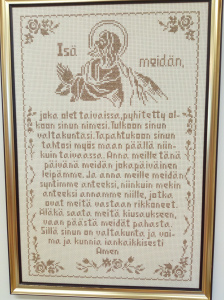 Isä
meidän,
joka olet taivaissa, pyhitetty ol-
koon sinun nimesi. Tulkoon sinun
valtakuntasi. Tapahtukoon sinun
tahtosi myös maan päällä niin-
kuin taivaassa. Anna meille tänä
päivänä meidän jokapäiväinen
leipämme. Ja anna meille meidän
syntimme anteeksi, niinkuin mekin
anteeksi annamme niille, jotka
ovat meitä vastaan rikkoneet.
Äläkä saata meitä kiusaukseen,
vaan päästä meidät pahasta.
Sillä sinun on valtakunta ja voi-
ma ja kunnia iankaikkisesti
Amen